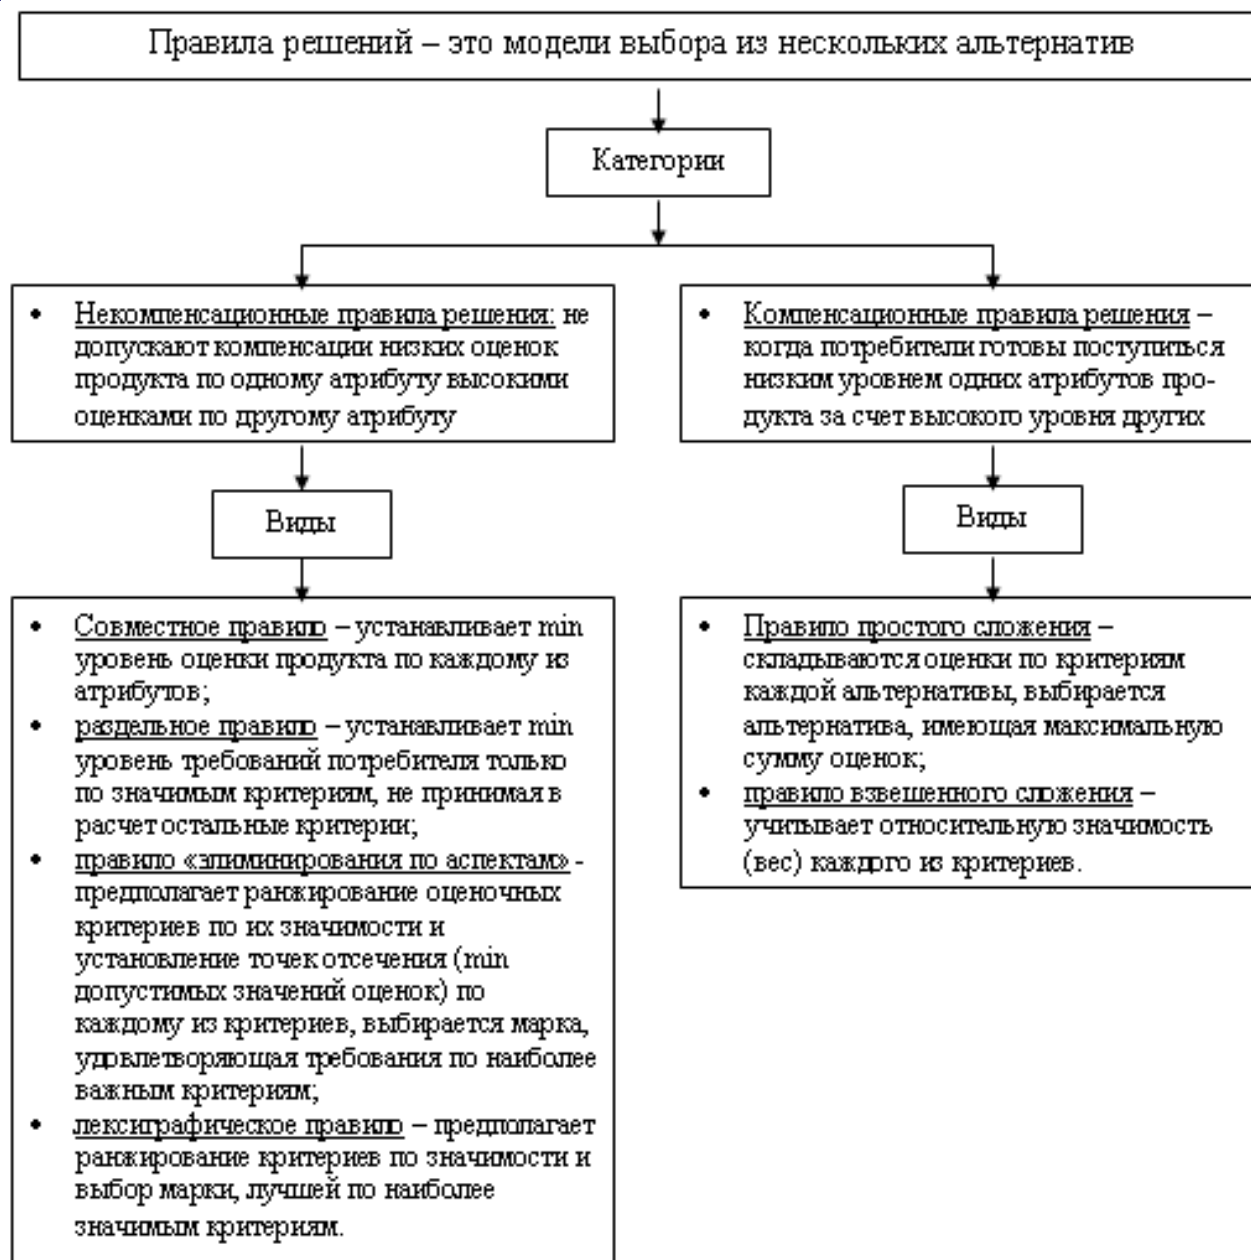 Правила решений – это модели выбора из нескольких альтернатив
Категории
• Некомпенсационные правила решения: не
допускают компенсации низких оценок
продукта по одному атрибуту высокими
оценками по другому атрибуту
Виды
• Совместное правило – устанавливает min
уровень оценки продукта по каждому из
атрибутов;
• раздельное правило – устанавливает min
уровень требований потребителя только
по значимым критериям, не принимая в
расчет остальные критерии;
• правило «элиминирования по аспектам» -
предполагает ранжирование оценочных
критериев по их значимости и
установление точек отсечения (min
допустимых значений оценок) по
каждому из критериев, выбирается марка,
удовлетворяющая требования по наиболее
важным критериям;
• лексиграфическое правило – предполагает
ранжирование критериев по значимости и
выбор марки, лучшей по наиболее
значимым критериям.
• Компенсационные правила решения –
когда потребители готовы поступиться
низким уровнем одних атрибутов про-
дукта за счет высокого уровня других
Виды
• Правило простого сложения –
складываются оценки по критериям
каждой альтернативы, выбирается
альтернатива, имеющая максимальную
сумму оценок;
• правило взвешенного сложения –
учитывает относительную значимость
(вес) каждого из критериев.